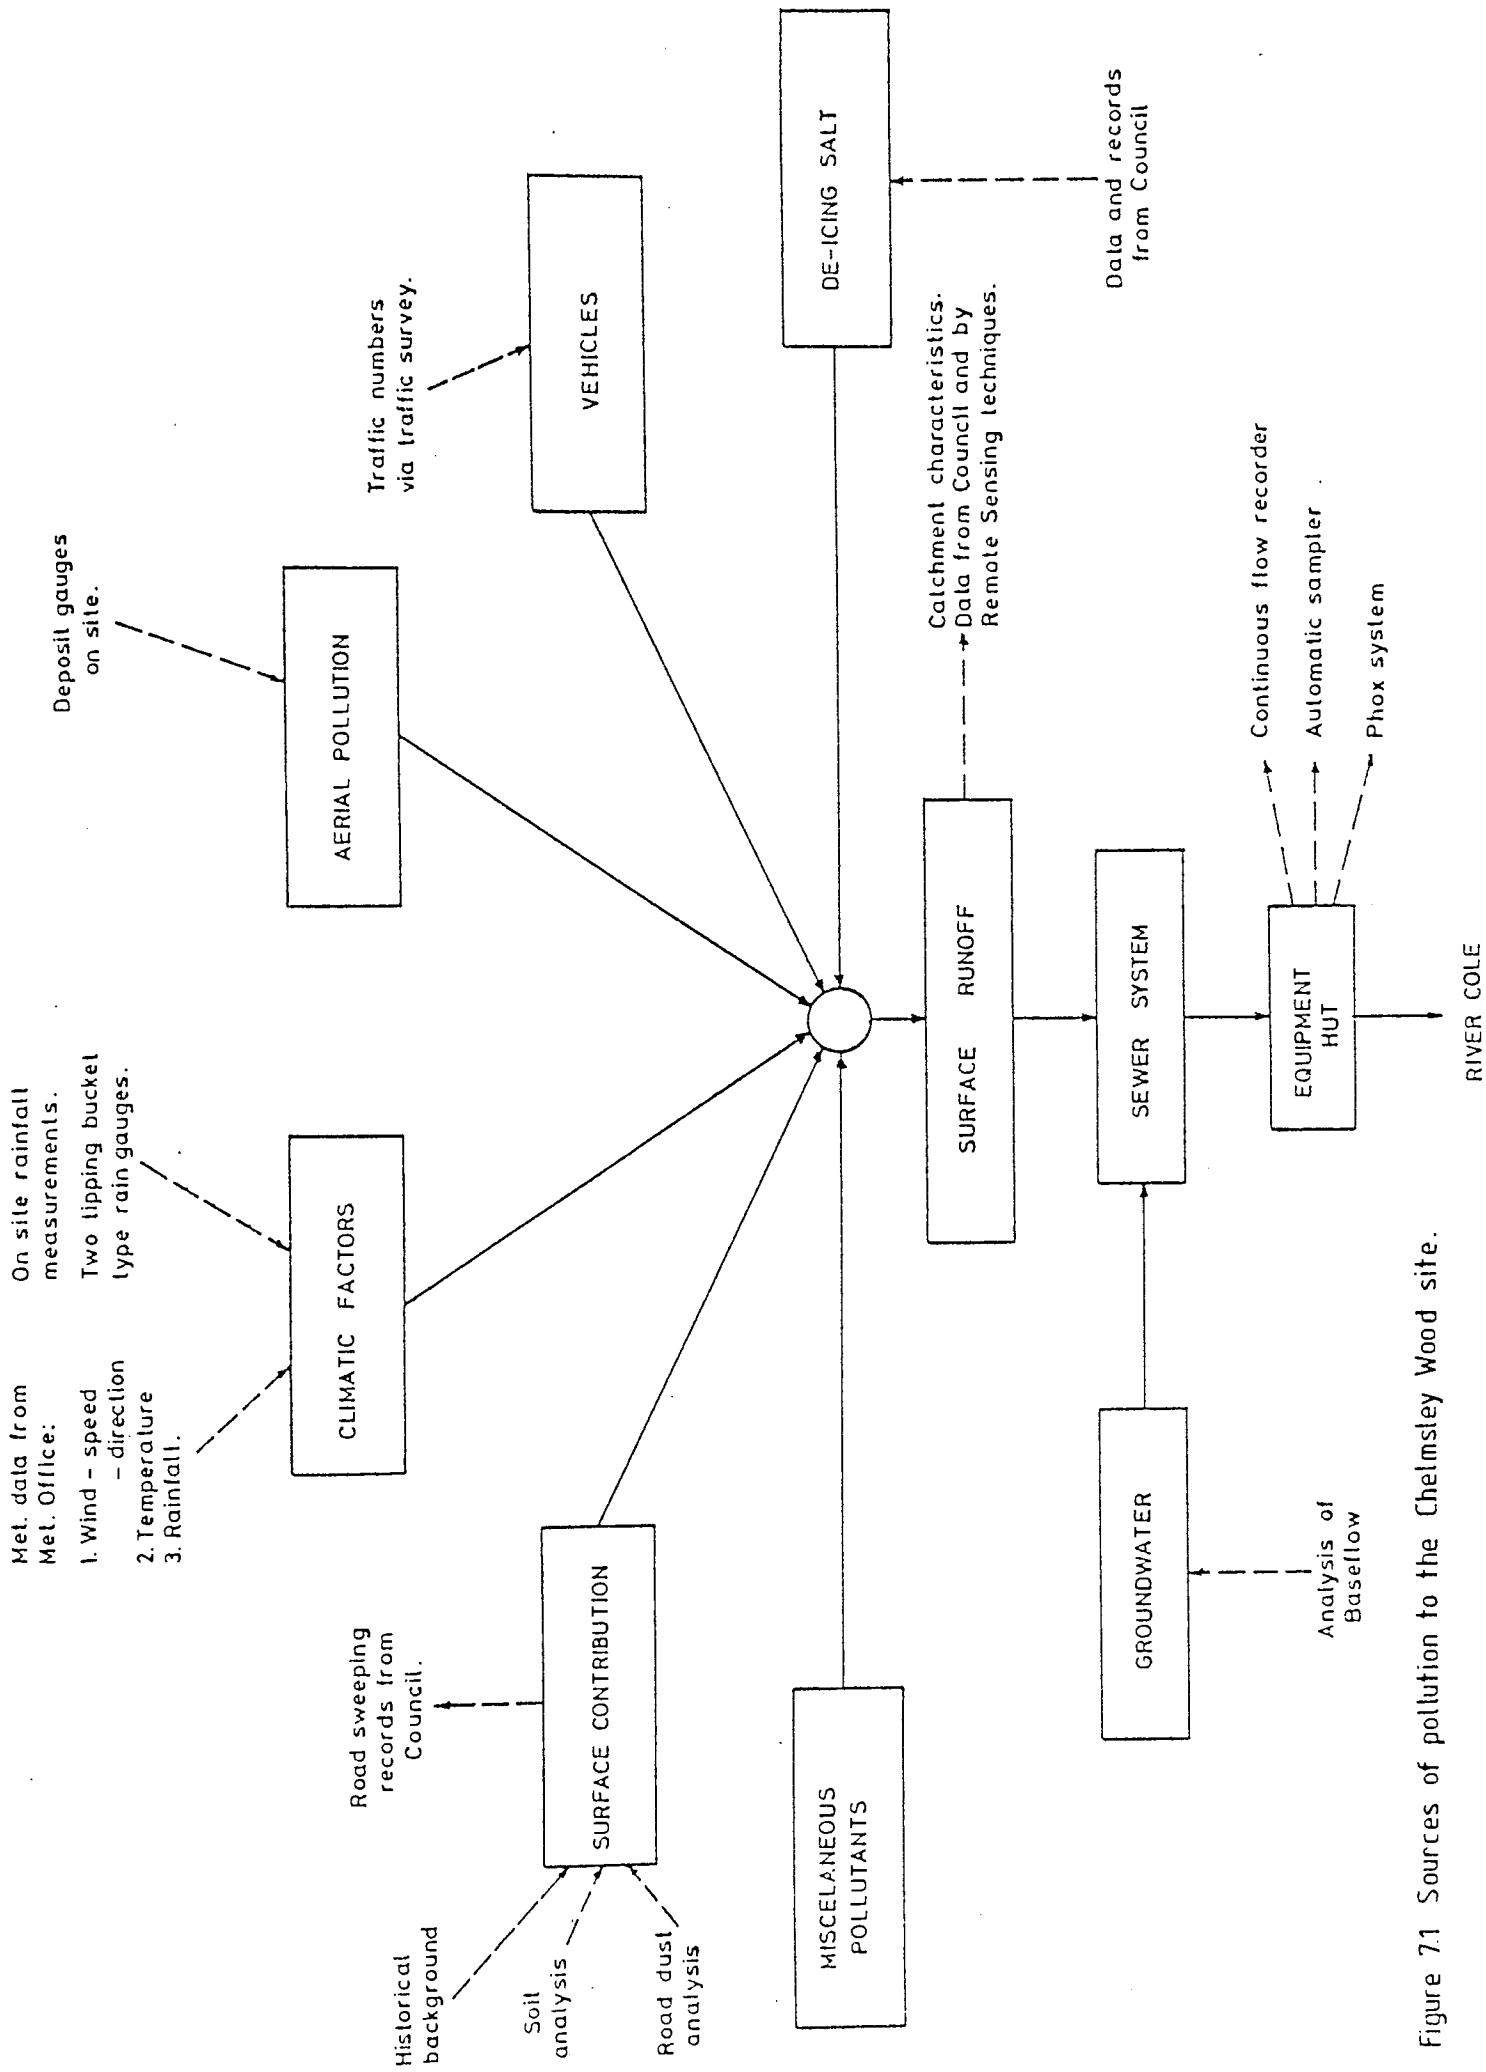 Met. data from
Met. Office:
1. Wind - speed
- direction
2. Temperature
3. Rainfall.
On site rainfall
measurements.
Two tipping bucket
type rain gauges.
Deposit gauges
on site.
Traffic numbers
via traffic survey.
CLIMATIC FACTORS
AERIAL POLLUTION
VEHICLES
Road sweeping
records from
Council.
Historical
background
Soil
analysis
Road dust
analysis
SURFACE CONTRIBUTION
MISCELANEOUS
POLLUTANTS
DE-ICING SALT
Data and records
from Council
SURFACE RUNOFF
Catchment characteristics.
Data from Council and by
Remote Sensing techniques.
GROUNDWATER
Analysis of
Baseflow
SEWER SYSTEM
EQUIPMENT
HUT
Continuous flow recorder
Automatic sampler
Phox system
RIVER COLE
Figure 7.1 Sources of pollution to the Chelmsley Wood site.